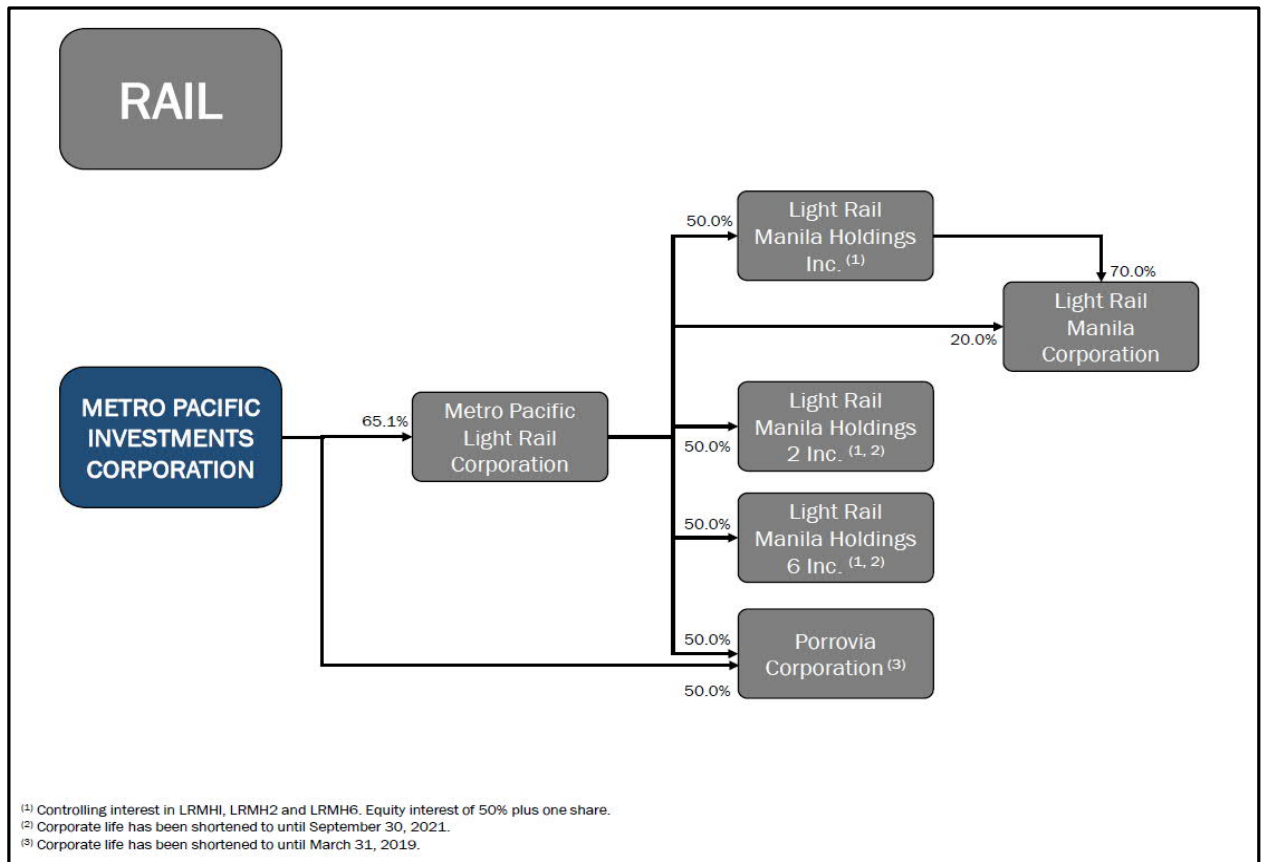 RAIL
50.0%
Light Rail
Manila Holdings
Inc. (1)
70.0%
Light Rail
Manila
Corporation
20.0%
METRO PACIFIC
INVESTMENTS
CORPORATION
65.1%
Metro Pacific
Light Rail
Corporation
50.0%
Light Rail
Manila Holdings
2 Inc. (1, 2)
50.0%
Light Rail
Manila Holdings
6 Inc. (1, 2)
50.0%
Porrovia
Corporation (3)
50.0%
(1) Controlling interest in LRMHI, LRMH2 and LRMH6. Equity interest of 50% plus one share.
(2) Corporate life has been shortened to until September 30, 2021.
(3) Corporate life has been shortened to until March 31, 2019.